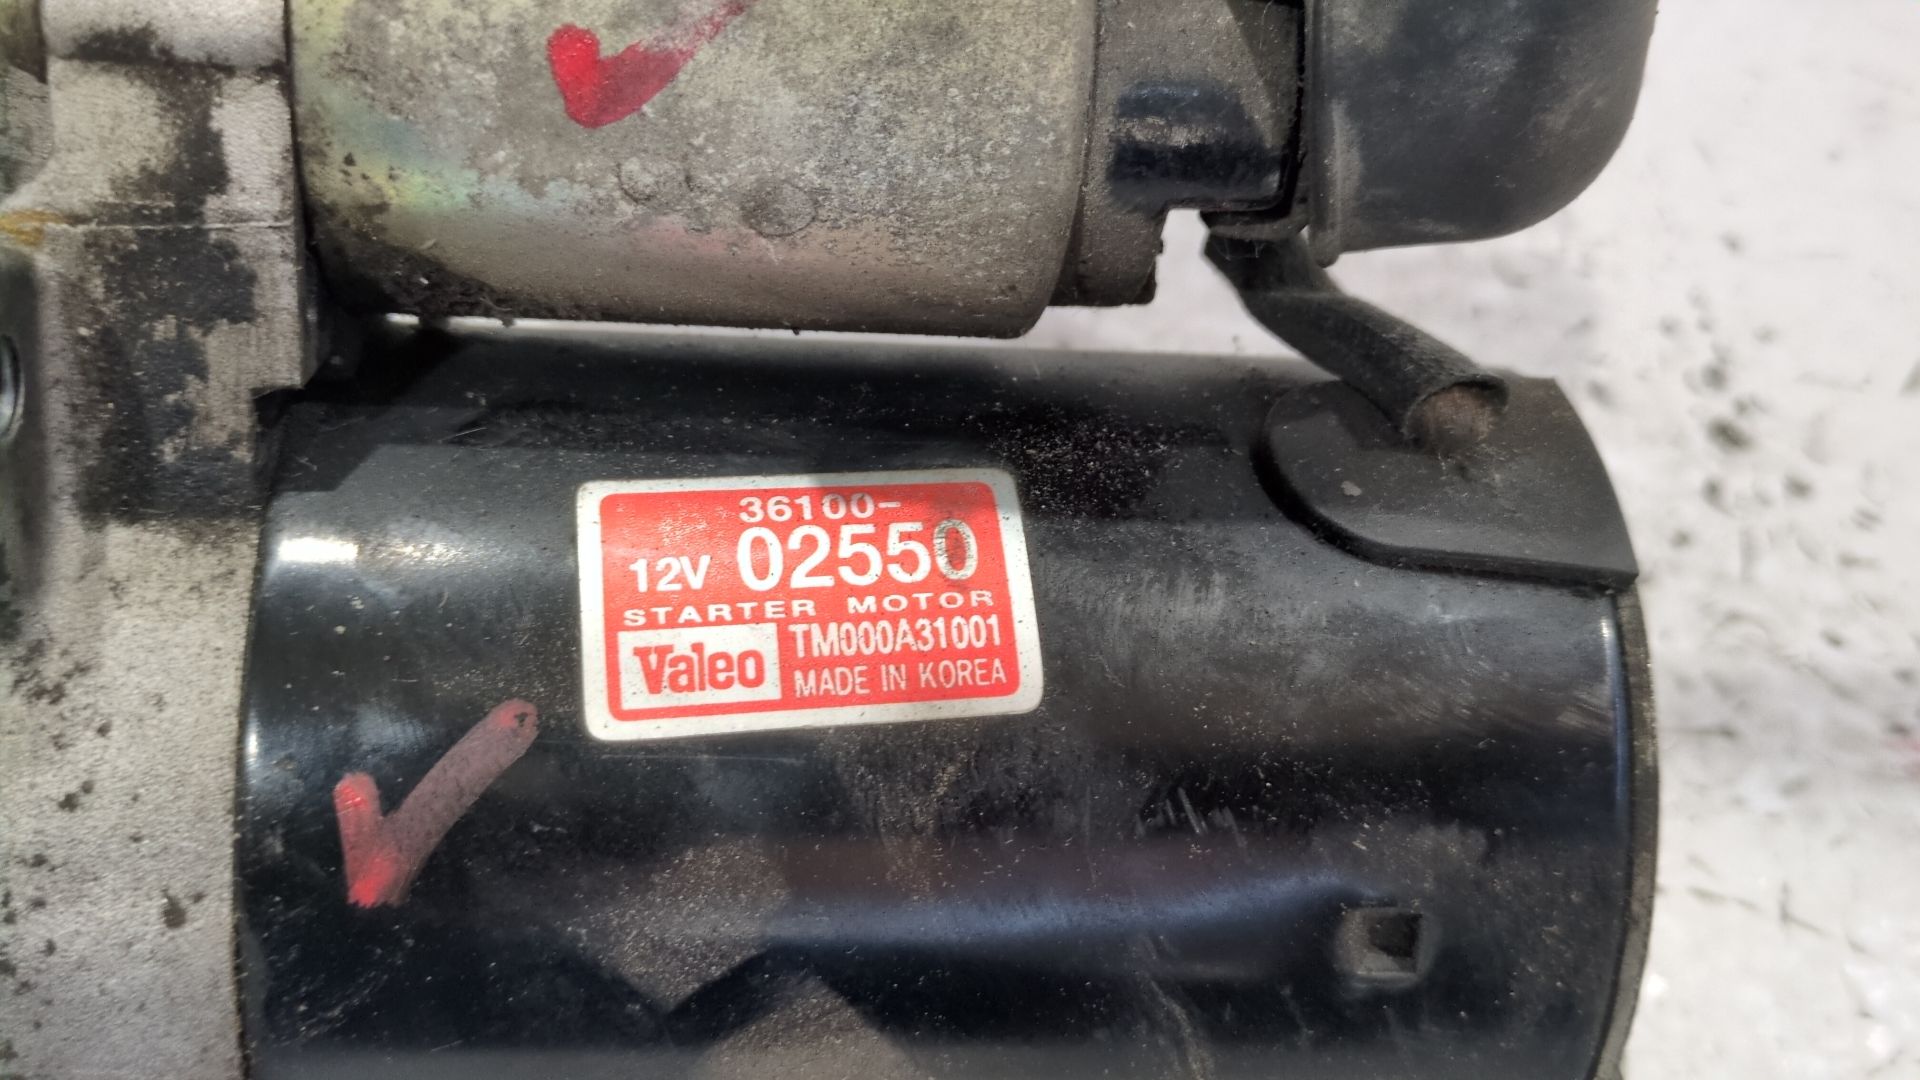 36100-
12V 02550
STARTER MOTOR
Valeo TM000A31001
MADE IN KOREA